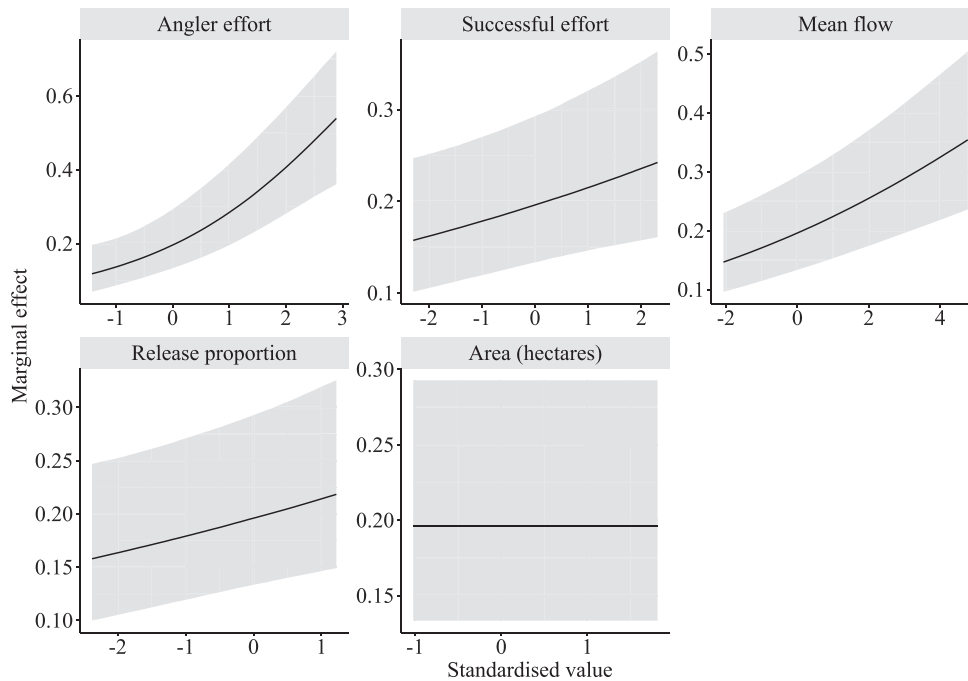 Angler effort
Successful effort
Mean flow
0.6
0.4
0.2
-1 0 1 2 3
0.3
0.2
0.1
-2 -1 0 1 2
0.5
0.4
0.3
0.2
0.1
-2 0 2 4
Marginal effect
Release proportion
Area (hectares)
0.30
0.25
0.20
0.15
0.10
-2 -1 0 1
0.30
0.25
0.20
0.15
-1 0 1
Standardised value